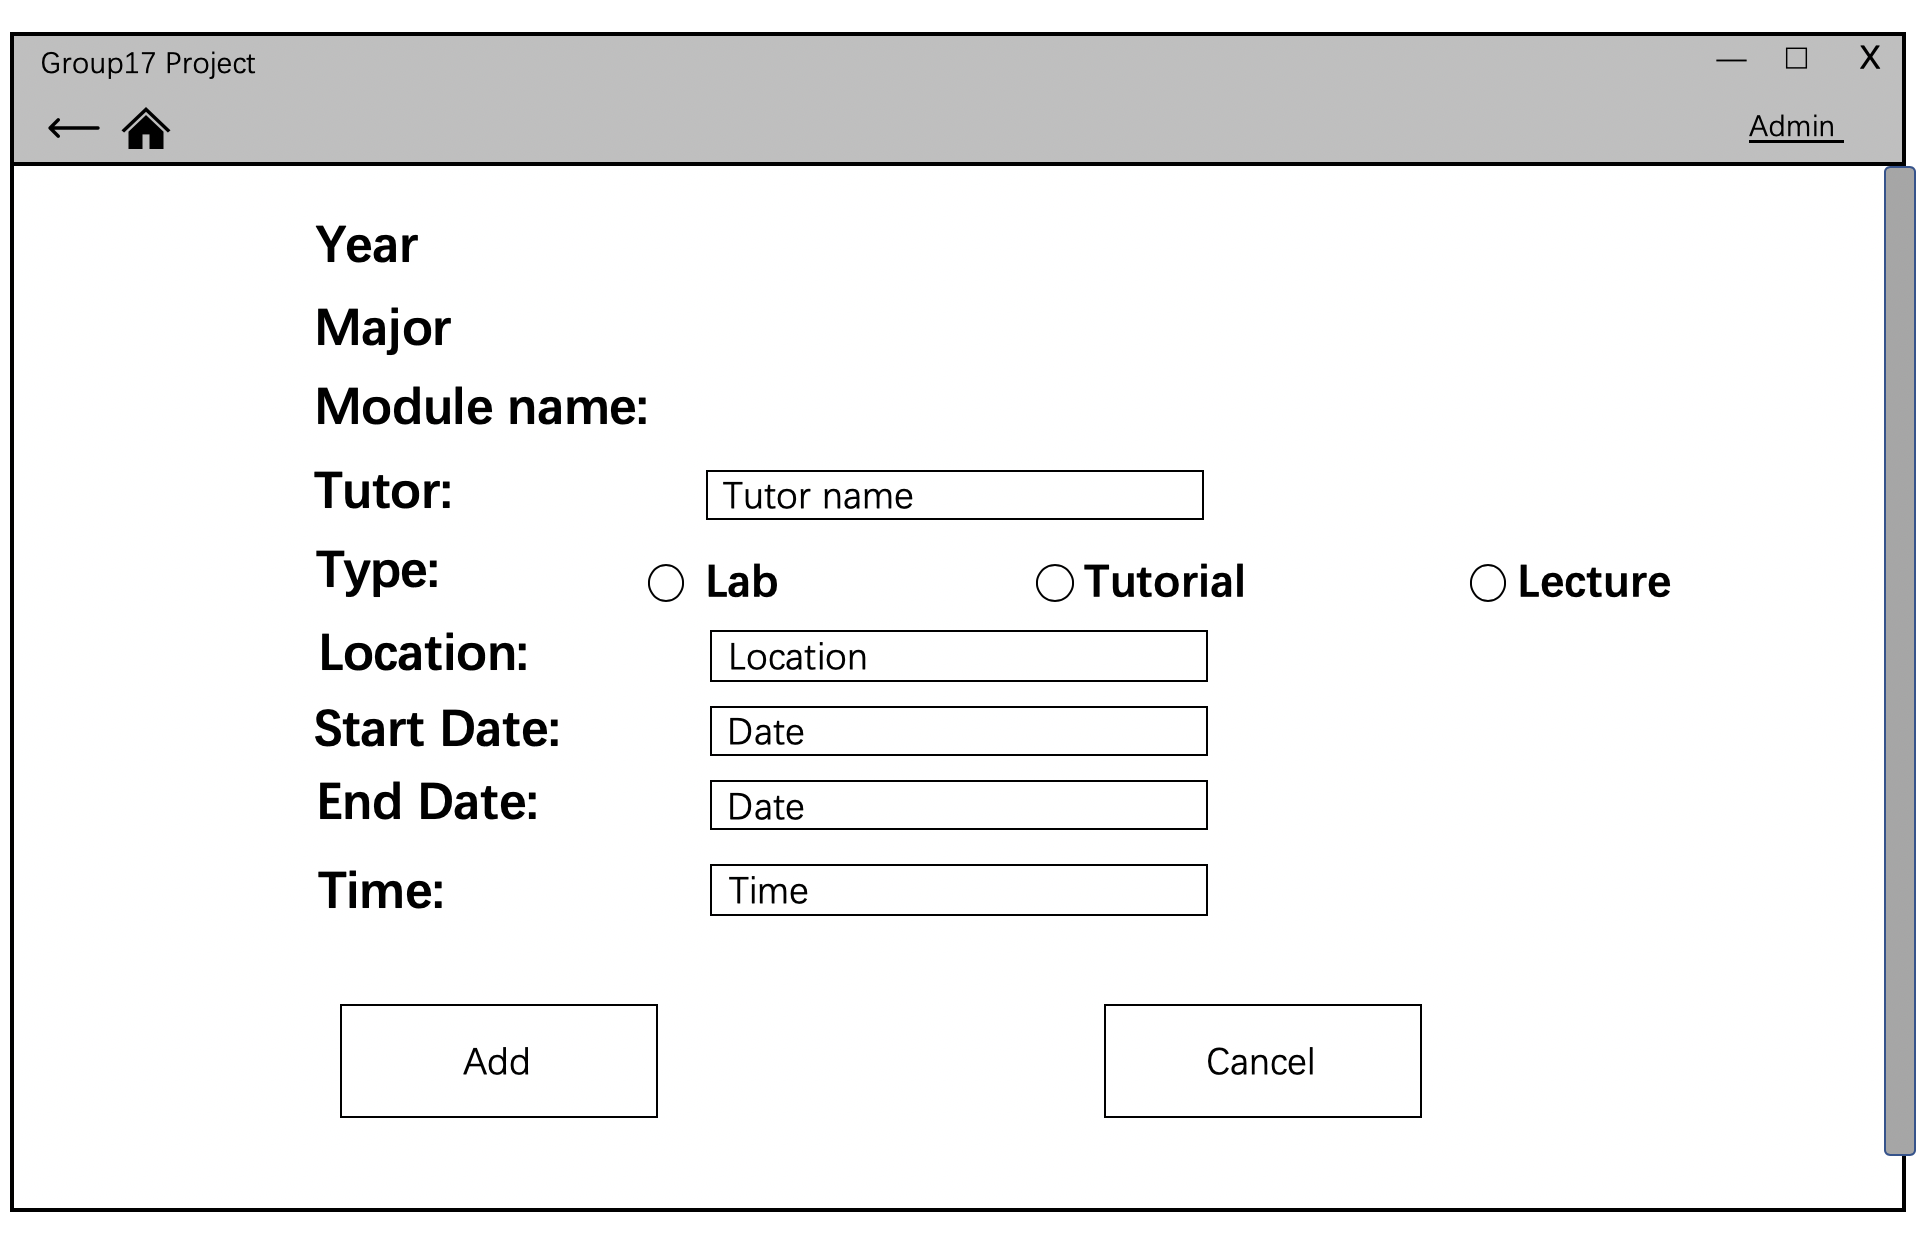 Group17 Project
X
Admin
Year
Major
Module name:
Tutor:
Tutor name
Type:
Lab
Tutorial
Lecture
Location:
Location
Start Date:
Date
End Date:
Date
Time:
Time
Add
Cancel